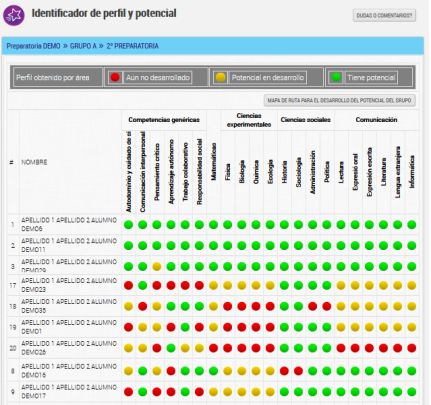 Identificador de perfil y potencial
DUDAS O COMENTARIOS?
Preparatoria DEMO » GRUPO A » 2º PREPARATORIA
Perfil obtenido por área
Aún no desarrollado
Potencial en desarrollo
Tiene potencial
MAPA DE RUTA PARA EL DESARROLLO DEL POTENCIAL DEL GRUPO
Competencias genéricas
Ciencias
experimentales
Ciencias sociales
Comunicación
# NOMBRE
Autodominio y cuidado de sí
Comunicación interpersonal
Pensamiento crítico
Aprendizaje autónomo
Trabajo colaborativo
Responsabilidad social
Matemáticas
Física
Biología
Química
Ecología
Historia
Sociología
Administración
Política
Lectura
Expresió oral
Expresión escrita
Literatura
Lengua extranjera
Informática
1 APELLIDO 1 APELLIDO 2 ALUMNO
DEMO6
2 APELLIDO 1 APELLIDO 2 ALUMNO
DEMO11
3 APELLIDO 1 APELLIDO 2 ALUMNO
DEMO29
17 APELLIDO 1 APELLIDO 2 ALUMNO
DEMO23
18 APELLIDO 1 APELLIDO 2 ALUMNO
DEMO35
19 APELLIDO 1 APELLIDO 2 ALUMNO
DEMO1
20 APELLIDO 1 APELLIDO 2 ALUMNO
DEMO26
8 APELLIDO 1 APELLIDO 2 ALUMNO
DEMO16
9 APELLIDO 1 APELLIDO 2 ALUMNO
DEMO17